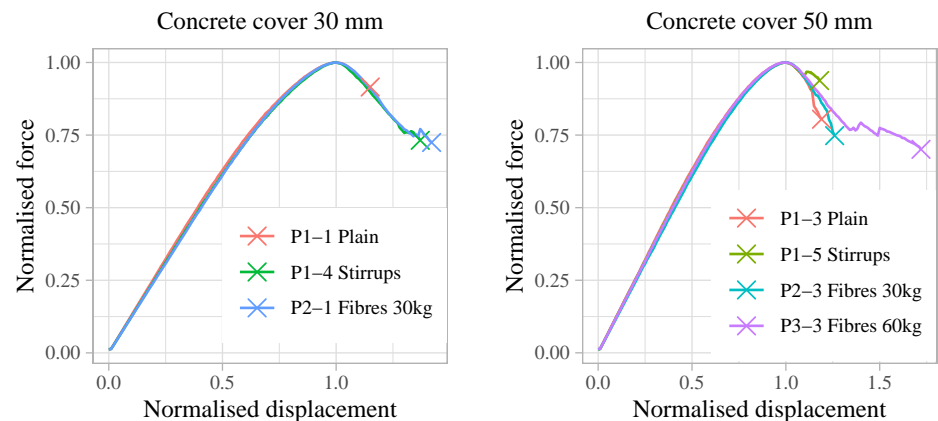 Concrete cover 30 mm
1.00
0.75
0.50
0.25
0.00
Normalised force
P1–1 Plain
P1–4 Stirrups
P2–1 Fibres 30kg
0.0
0.5
1.0
Normalised displacement
Concrete cover 50 mm
1.00
0.75
0.50
0.25
0.00
Normalised force
P1–3 Plain
P1–5 Stirrups
P2–3 Fibres 30kg
P3–3 Fibres 60kg
0.0
0.5
1.0
1.5
Normalised displacement